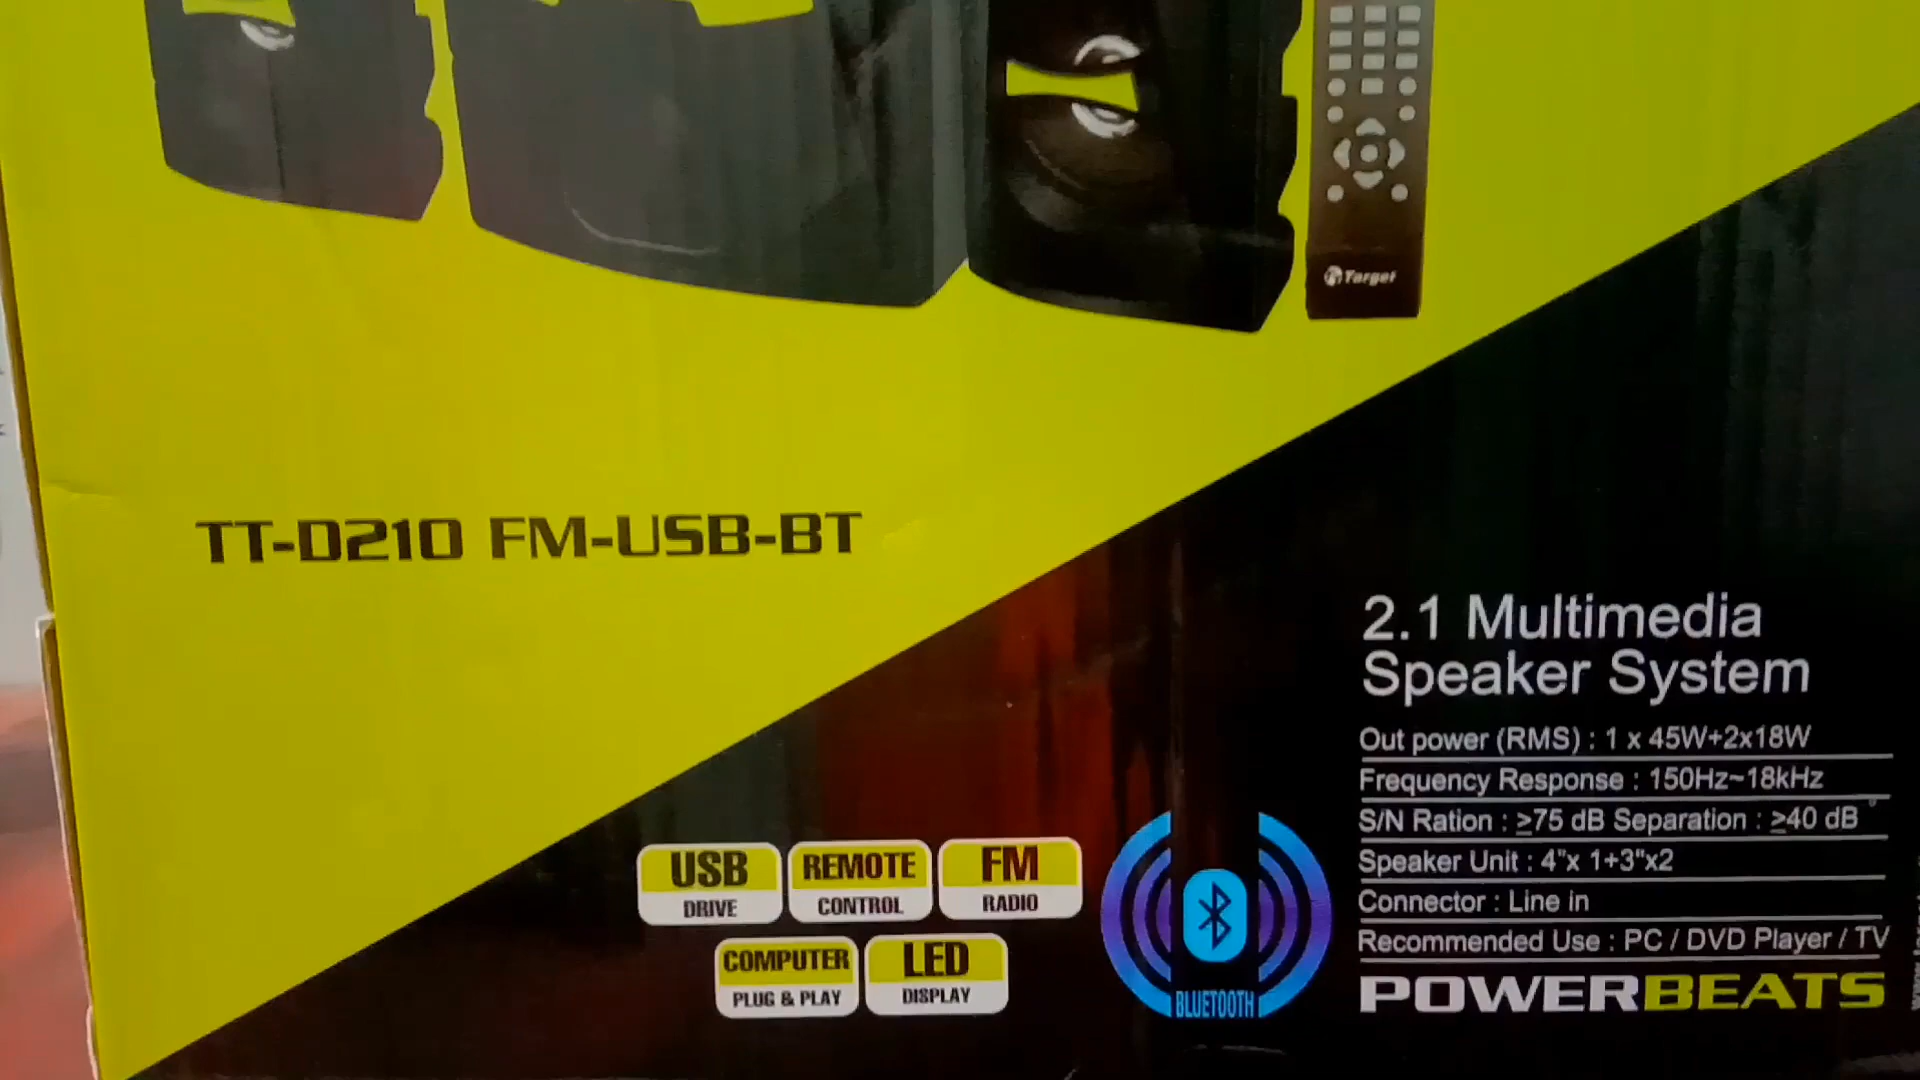 Target
TT-D210 FM-USB-BT
2.1 Multimedia
Speaker System
Out power (RMS) : 1 x 45W+2x18W
Frequency Response : 150Hz~18kHz
S/N Ration : ≥75 dB Separation : ≥40 dB
Speaker Unit : 4"x 1+3"x2
Connector : Line in
Recommended Use : PC / DVD Player / TV
POWERBEATS
USB
DRIVE
REMOTE
CONTROL
FM
RADIO
COMPUTER
PLUG & PLAY
LED
DISPLAY
BLUETOOTH